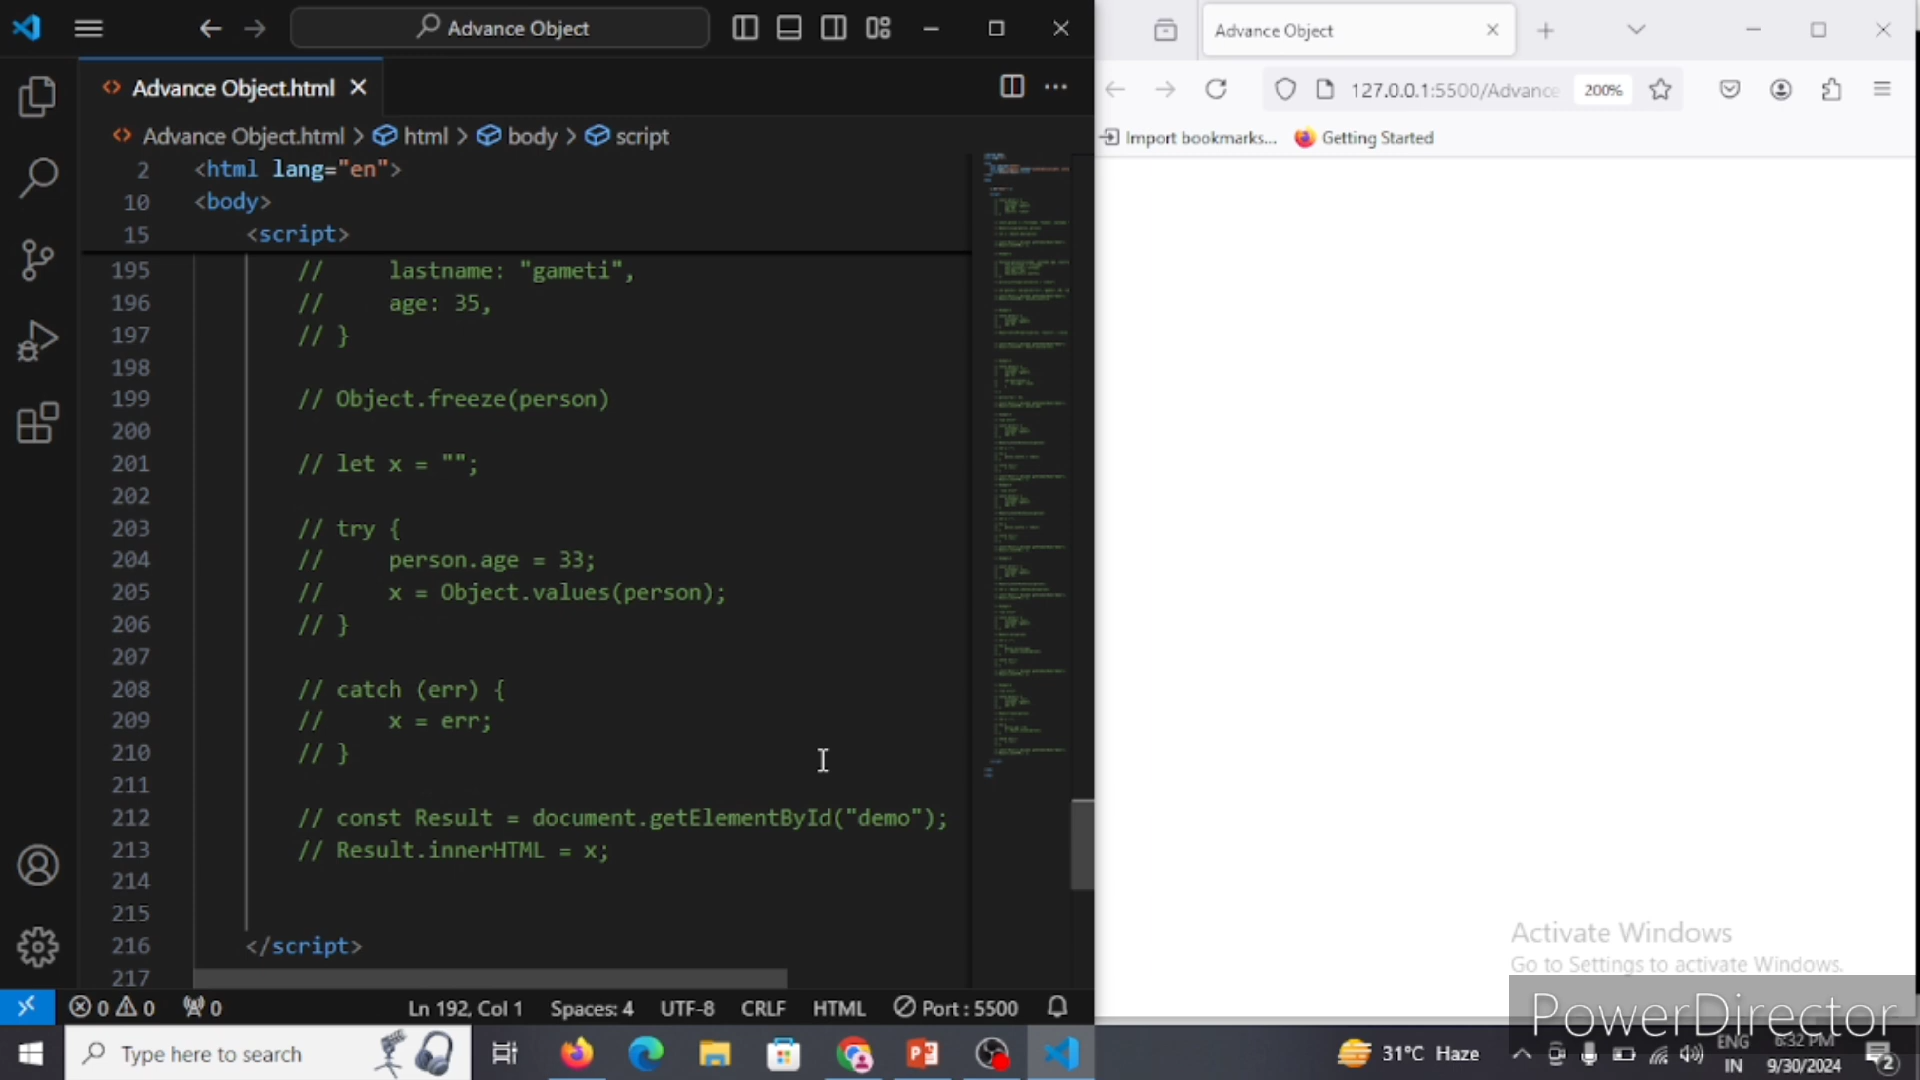 Advance Object
Advance Object.html
Advance Object.html > html > body > script
2 <html lang="en">
10 <body>
15 <script>
195 // lastname: "gameti",
196 // age: 35,
197 // }
198
199 // Object.freeze(person)
200
201 // let x = "";
202
203 // try {
204 // person.age = 33;
205 // x = Object.values(person);
206 // }
207
208 // catch (err) {
209 // x = err;
210 // }
211
212 // const Result = document.getElementById("demo");
213 // Result.innerHTML = x;
214
215
216 </script>
217
0 0 0 Ln 192, Col 1 Spaces: 4 UTF-8 CRLF HTML Port : 5500
Advance Object
127.0.0.1:5500/Advance 200%
Import bookmarks... Getting Started
Activate Windows
Go to Settings to activate Windows.
PowerDirector
Type here to search
31°C Haze
ENG
IN
6:32 PM
9/30/2024
2